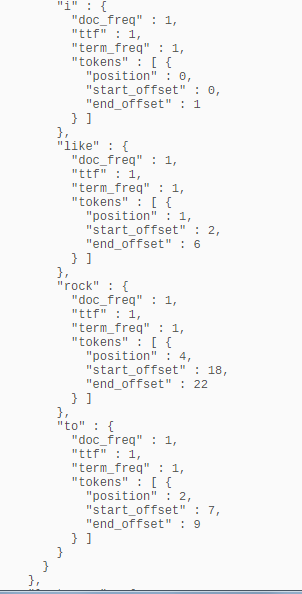 "i" : {
"doc_freq" : 1,
"ttf" : 1,
"term_freq" : 1,
"tokens" : [ {
"position" : 0,
"start_offset" : 0,
"end_offset" : 1
} ]
},
"like" : {
"doc_freq" : 1,
"ttf" : 1,
"term_freq" : 1,
"tokens" : [ {
"position" : 1,
"start_offset" : 2,
"end_offset" : 6
} ]
},
"rock" : {
"doc_freq" : 1,
"ttf" : 1,
"term_freq" : 1,
"tokens" : [ {
"position" : 4,
"start_offset" : 18,
"end_offset" : 22
} ]
},
"to" : {
"doc_freq" : 1,
"ttf" : 1,
"term_freq" : 1,
"tokens" : [ {
"position" : 2,
"start_offset" : 7,
"end_offset" : 9
} ]
}
}
},